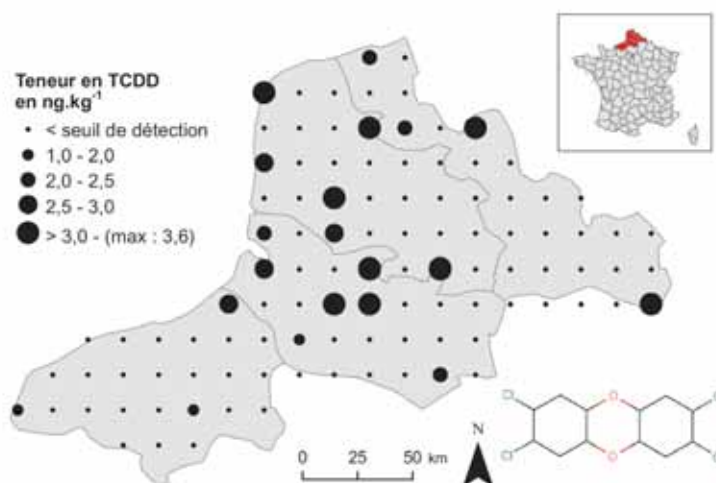 Teneur en TCDD
en ng.kg⁻¹
< seuil de détection
1,0 - 2,0
2,0 - 2,5
2,5 - 3,0
> 3,0 - (max : 3,6)
0 25 50 km
N
Cl
O
Cl
O